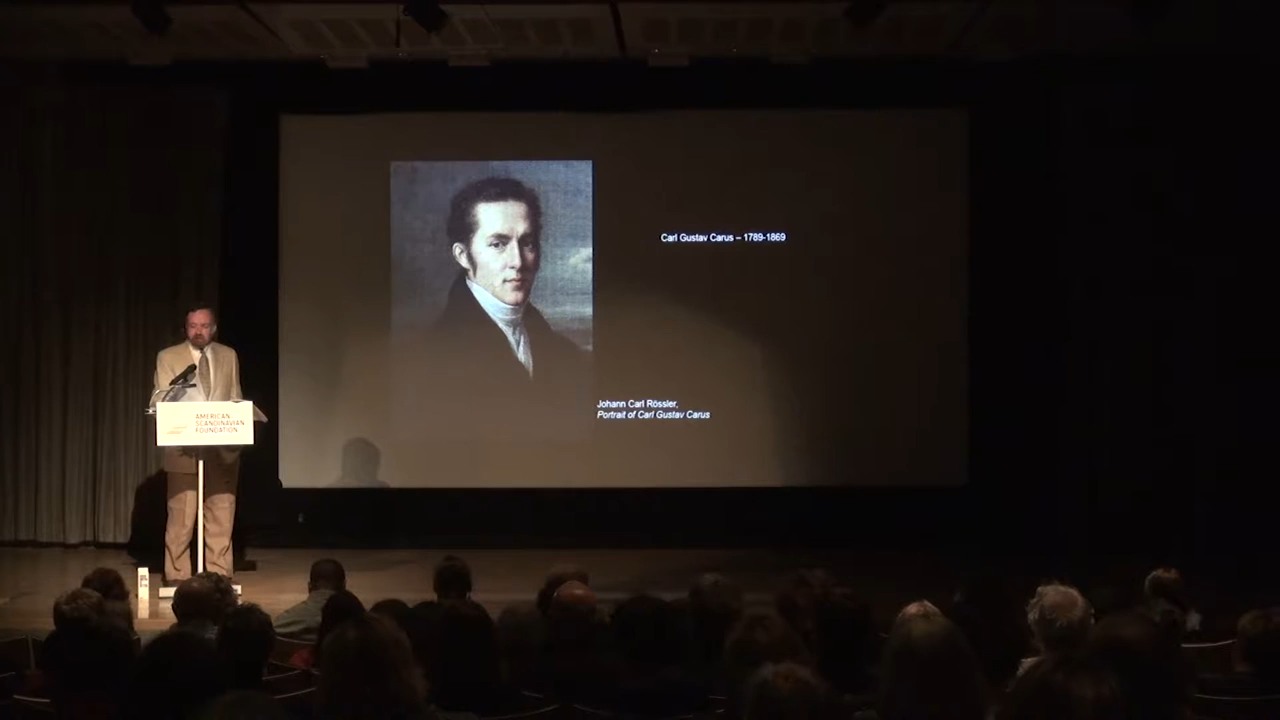 Carl Gustav Carus – 1789-1869
Johann Carl Rössler,
Portrait of Carl Gustav Carus
AMERICAN
SCANDINAVIAN
FOUNDATION